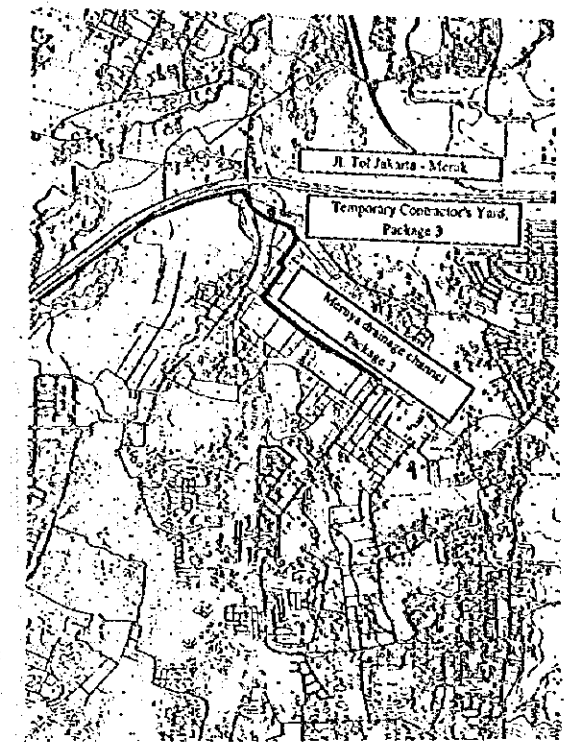 Jl. Tol Jakarta - Merak
Temporary Contractor's Yard,
Package 3
Meruya drainage channel
Package 3